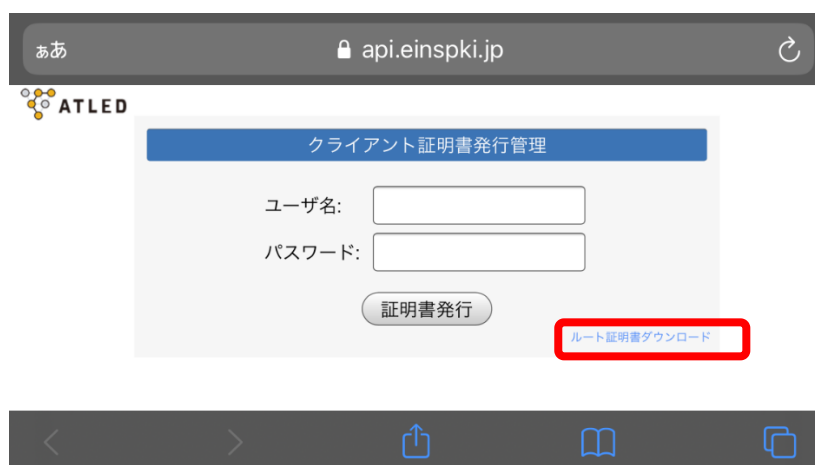 ぁあ api.einspki.jp
ATLED
クライアント証明書発行管理
ユーザ名:
パスワード:
証明書発行
ルート証明書ダウンロード